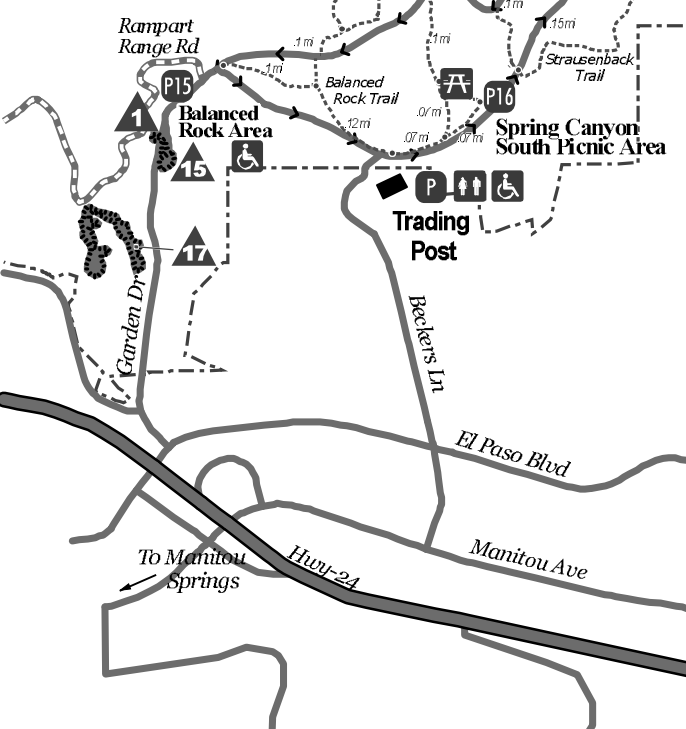 .1mi
.15mi
Rampart
Range Rd
.1mi
.1mi
.1mi
Strausenback
Trail
P15
Balanced
Rock Trail
P16
1
Balanced
Rock Area
.07mi
.12mi
.07mi
.07mi
Spring Canyon
South Picnic Area
15
P
Trading
Post
17
Garden Dr
Beckers Ln
El Paso Blvd
Manitou Ave
To Manitou
Springs
Hwy-24